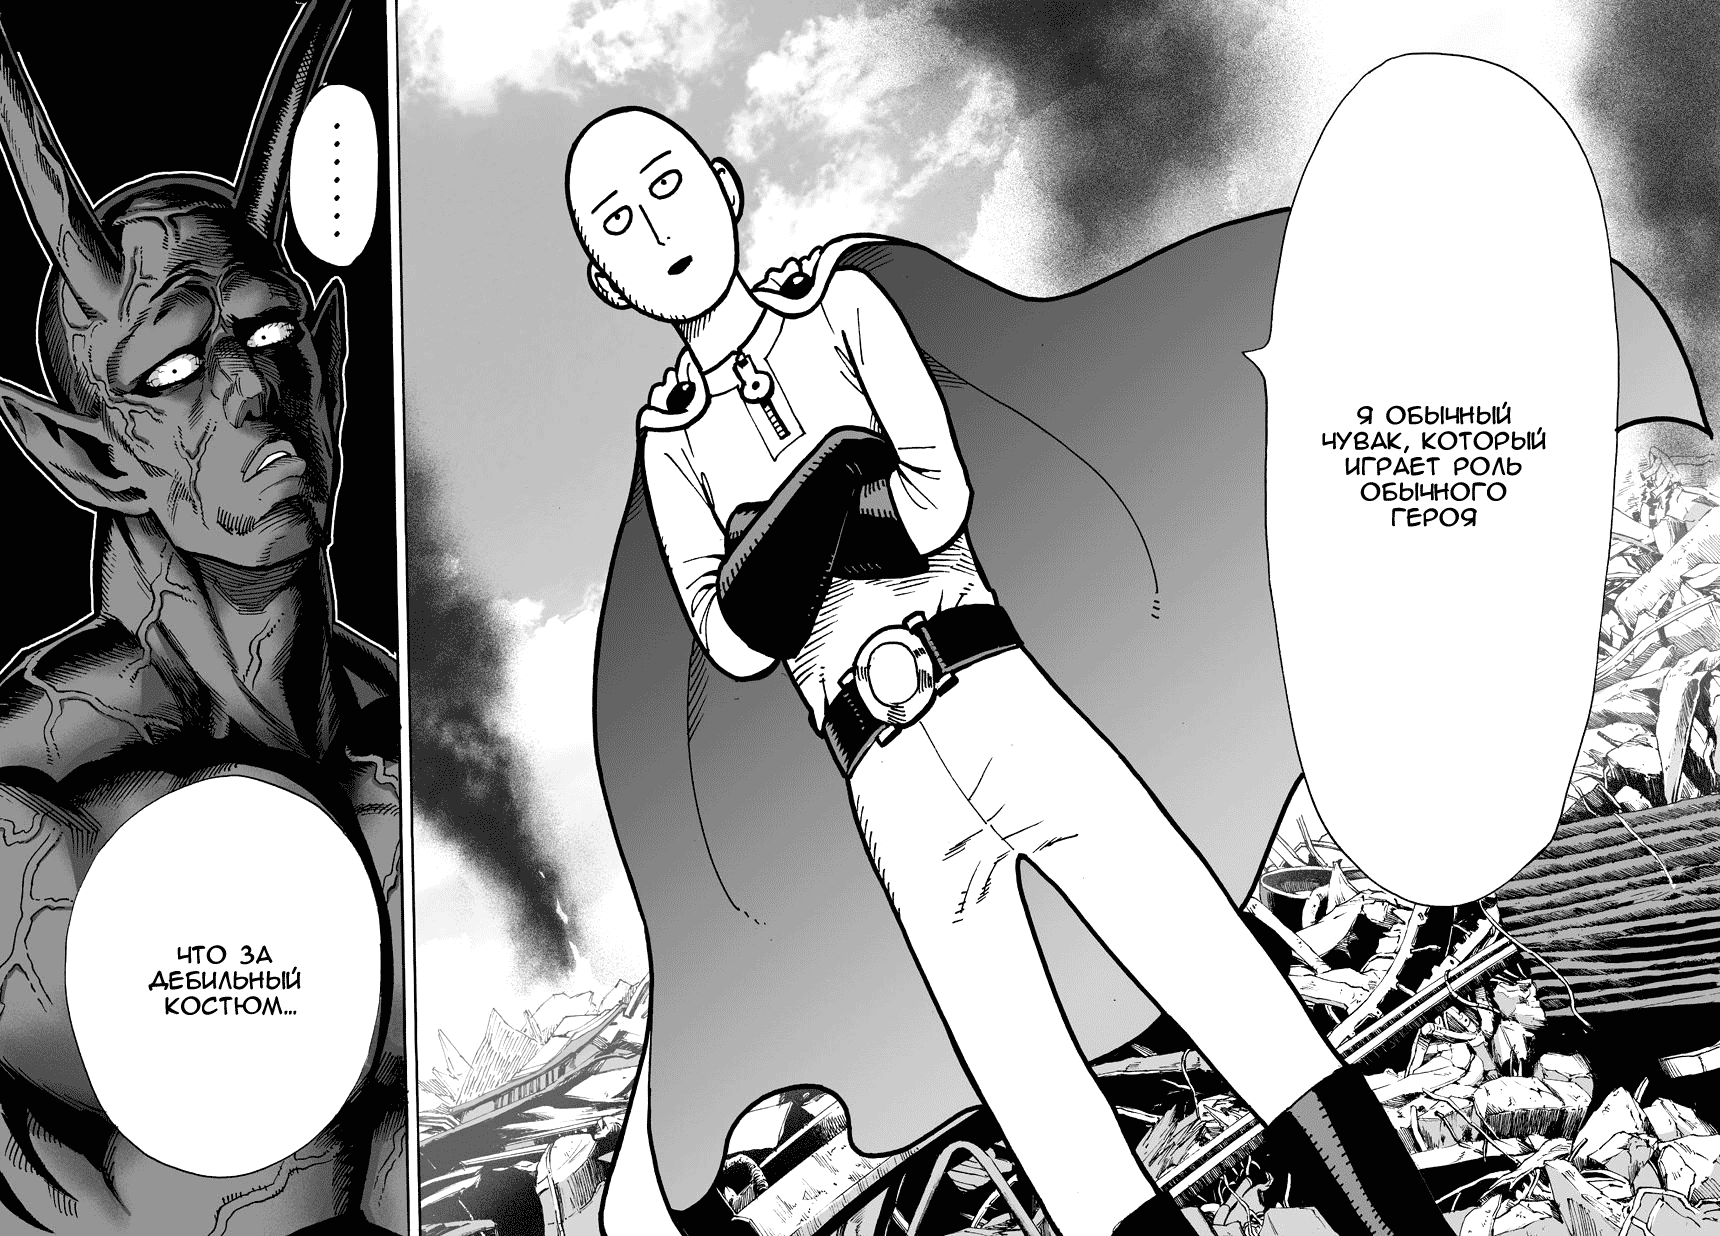 Я ОБЫЧНЫЙ
ЧУВАК, КОТОРЫЙ
ИГРАЕТ РОЛЬ
ОБЫЧНОГО
ГЕРОЯ
.......
ЧТО ЗА
ДЕБИЛЬНЫЙ
КОСТЮМ...